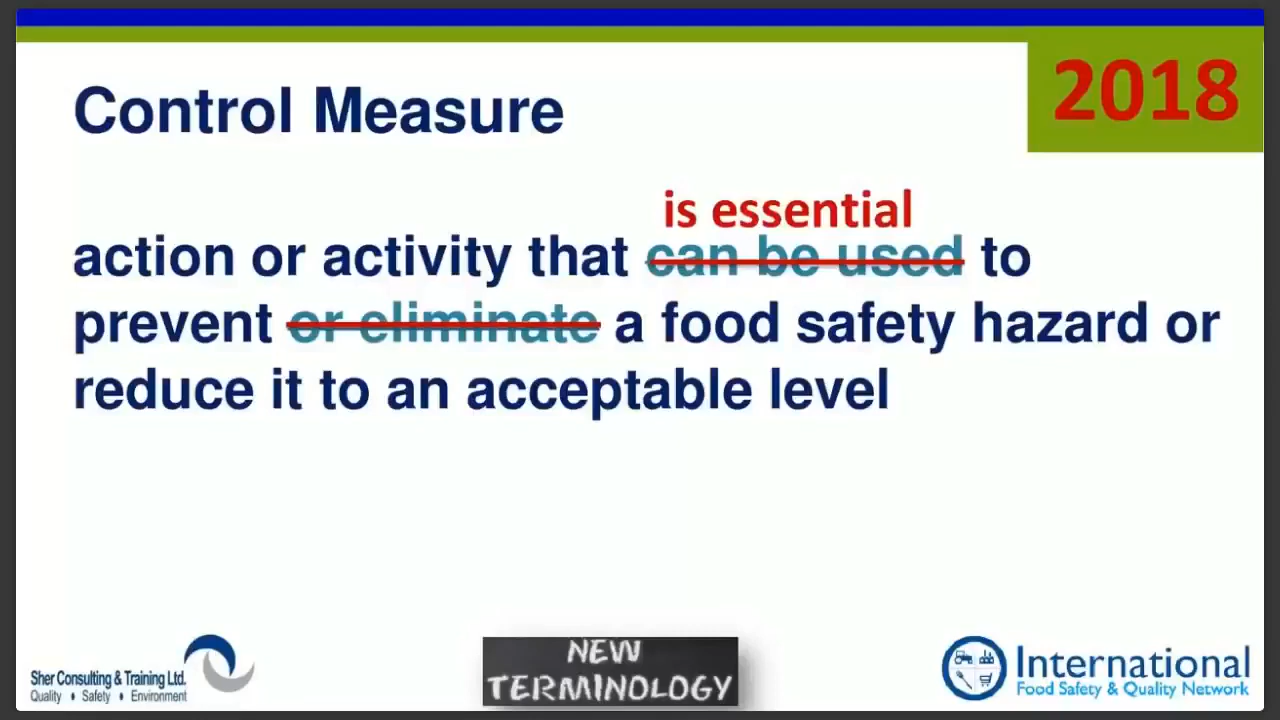 2018
Control Measure
is essential
action or activity that can be used to
prevent or eliminate a food safety hazard or
reduce it to an acceptable level
Sher Consulting & Training Ltd.
Quality • Safety • Environment
NEW
TERMINOLOGY
International
Food Safety & Quality Network